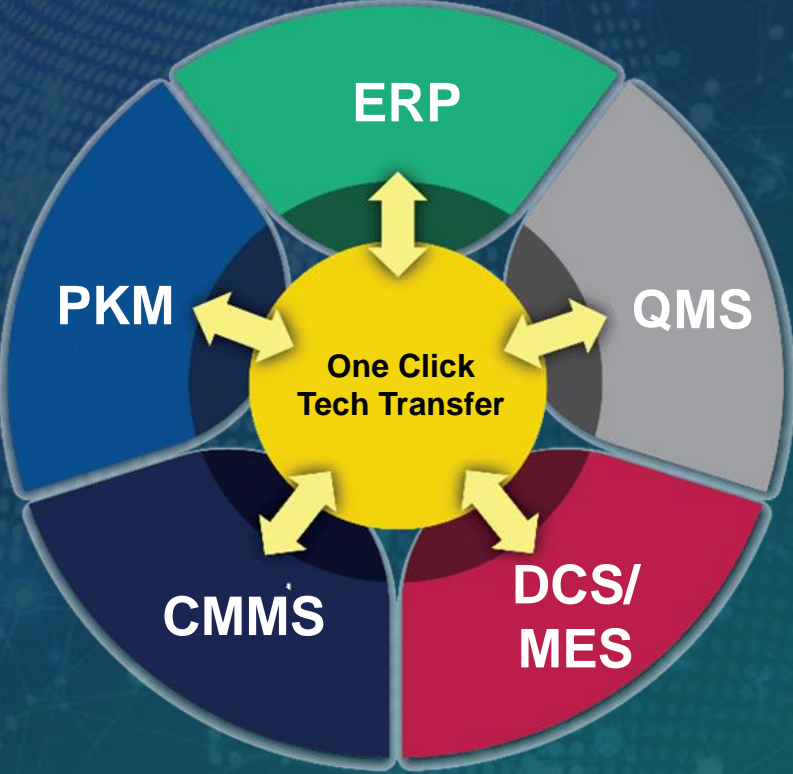 ERP
PKM
QMS
One Click
Tech Transfer
CMMS
DCS/
MES